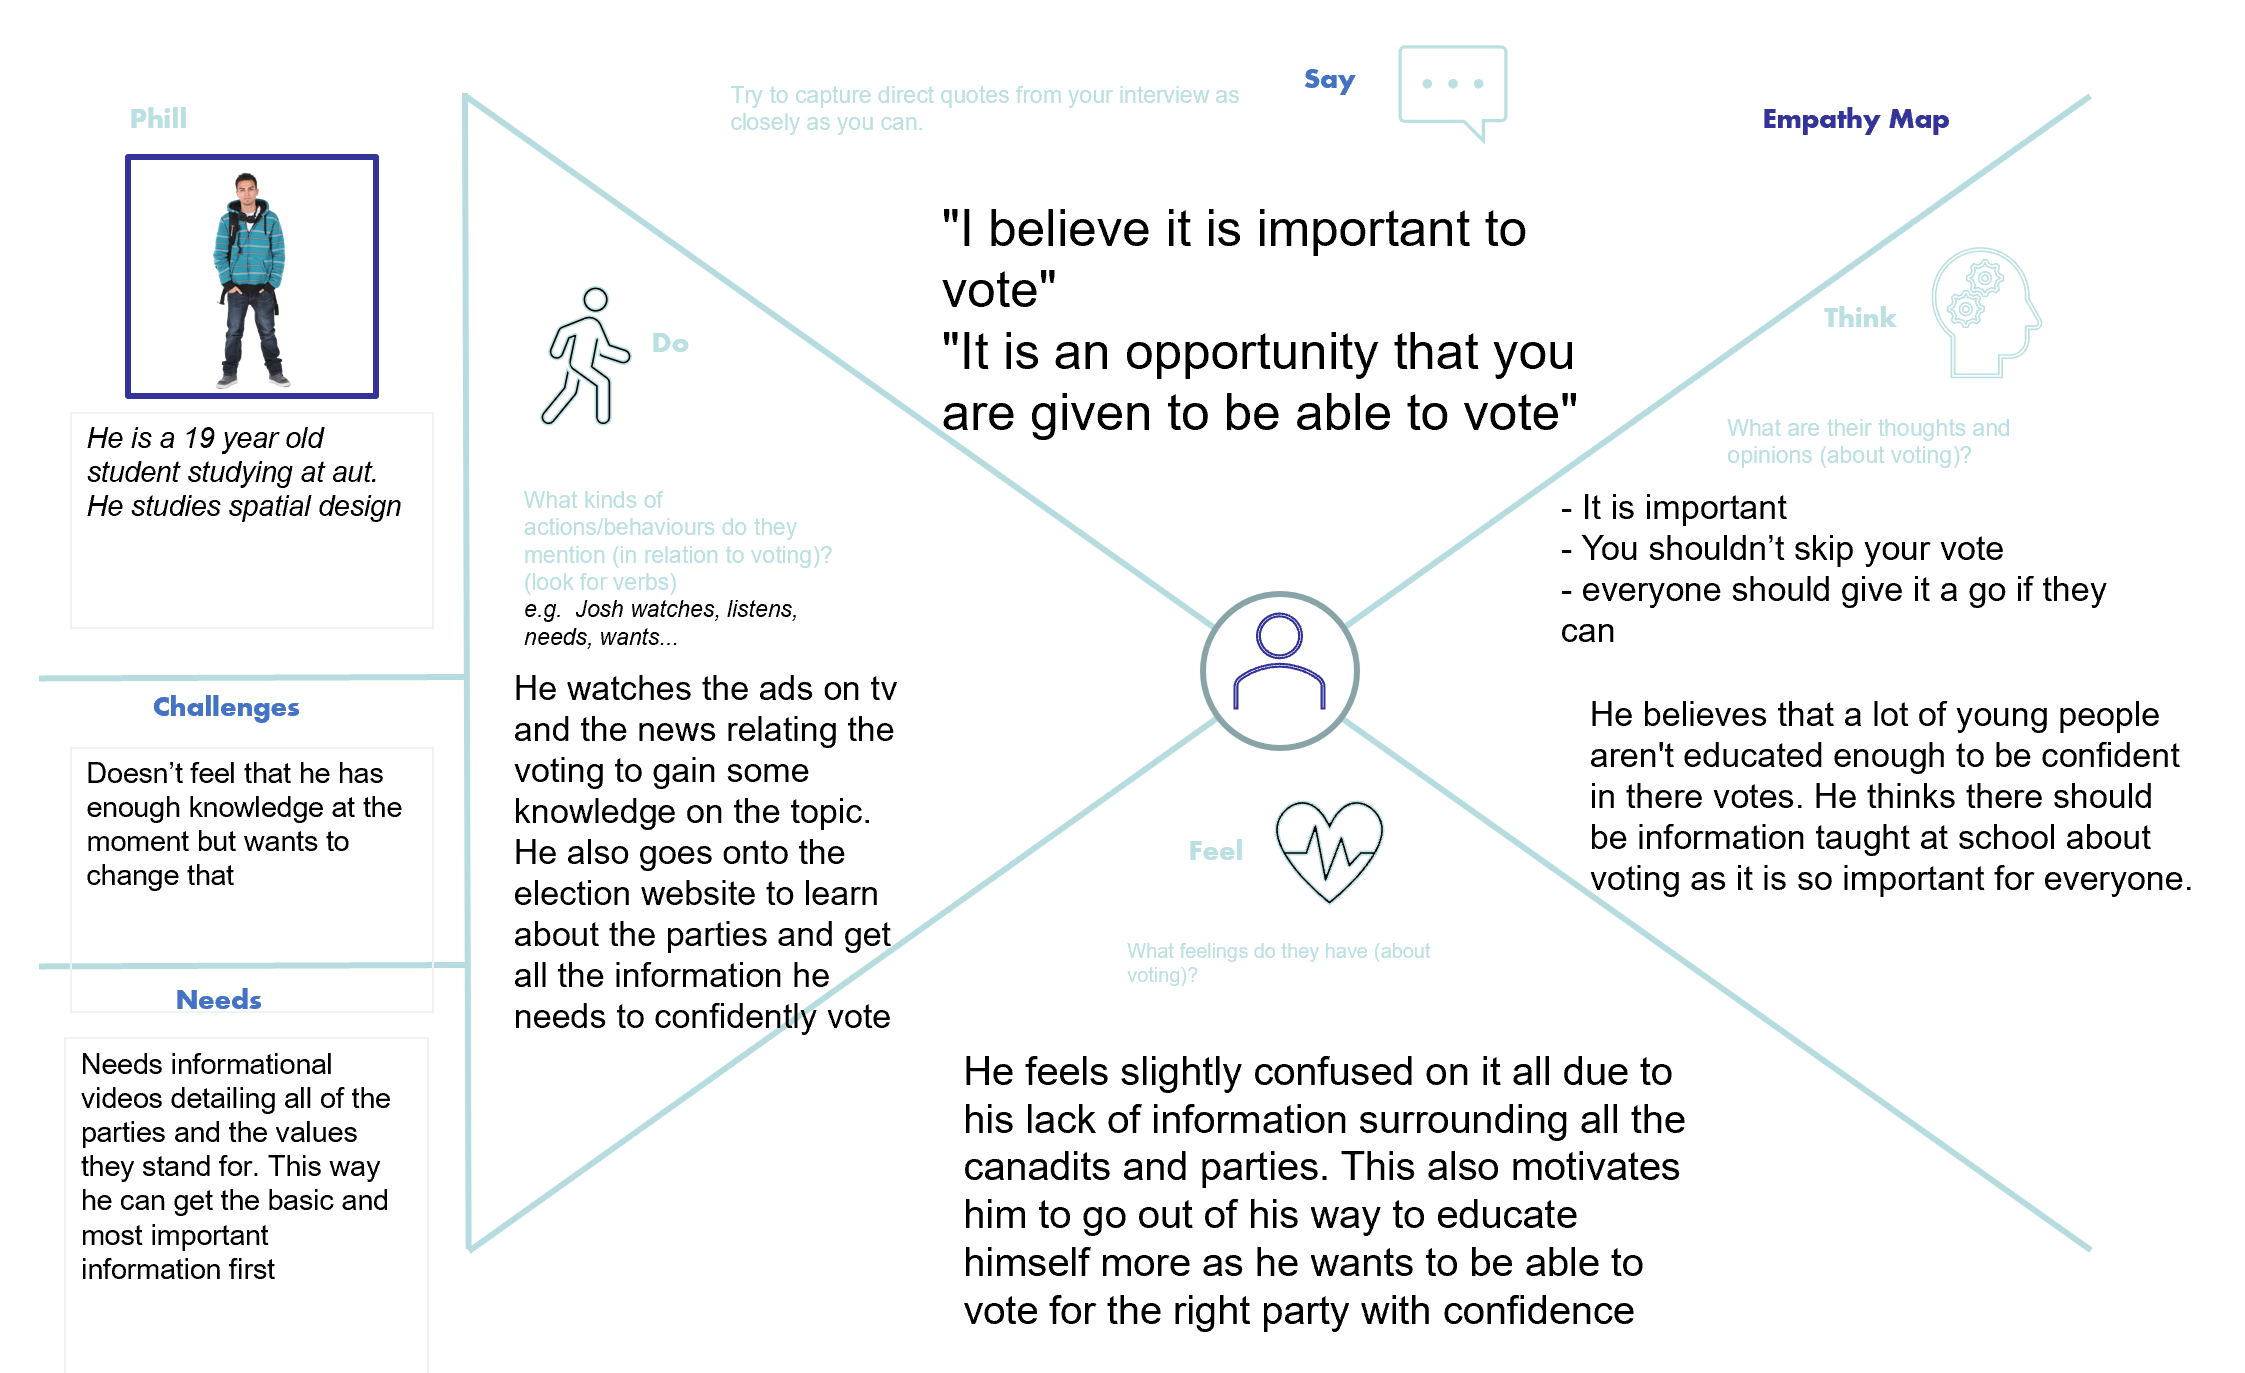 Phill
He is a 19 year old
student studying at aut.
He studies spatial design
Challenges
Doesn’t feel that he has
enough knowledge at the
moment but wants to
change that
Needs
Needs informational
videos detailing all of the
parties and the values
they stand for. This way
he can get the basic and
most important
information first
Do
What kinds of
actions/behaviours do they
mention (in relation to voting)?
(look for verbs)
e.g.  Josh watches, listens,
needs, wants...
He watches the ads on tv
and the news relating the
voting to gain some
knowledge on the topic.
He also goes onto the
election website to learn
about the parties and get
all the information he
needs to confidently vote
Say
Try to capture direct quotes from your interview as
closely as you can.
"I believe it is important to
vote"
"It is an opportunity that you
are given to be able to vote"
Empathy Map
Think
What are their thoughts and
opinions (about voting)?
- It is important
- You shouldn’t skip your vote
- everyone should give it a go if they
can
He believes that a lot of young people
aren't educated enough to be confident
in there votes. He thinks there should
be information taught at school about
voting as it is so important for everyone.
Feel
What feelings do they have (about
voting)?
He feels slightly confused on it all due to
his lack of information surrounding all the
canadits and parties. This also motivates
him to go out of his way to educate
himself more as he wants to be able to
vote for the right party with confidence